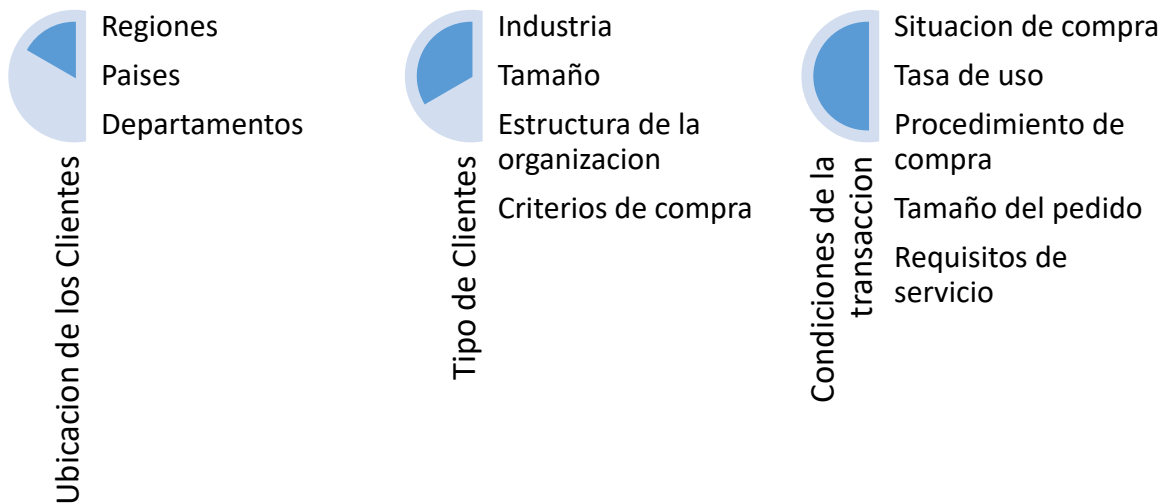 Ubicacion de los Clientes
Regiones
Paises
Departamentos
Tipo de Clientes
Industria
Tamaño
Estructura de la
organizacion
Criterios de compra
Condiciones de la
transaccion
Situacion de compra
Tasa de uso
Procedimiento de
compra
Tamaño del pedido
Requisitos de
servicio